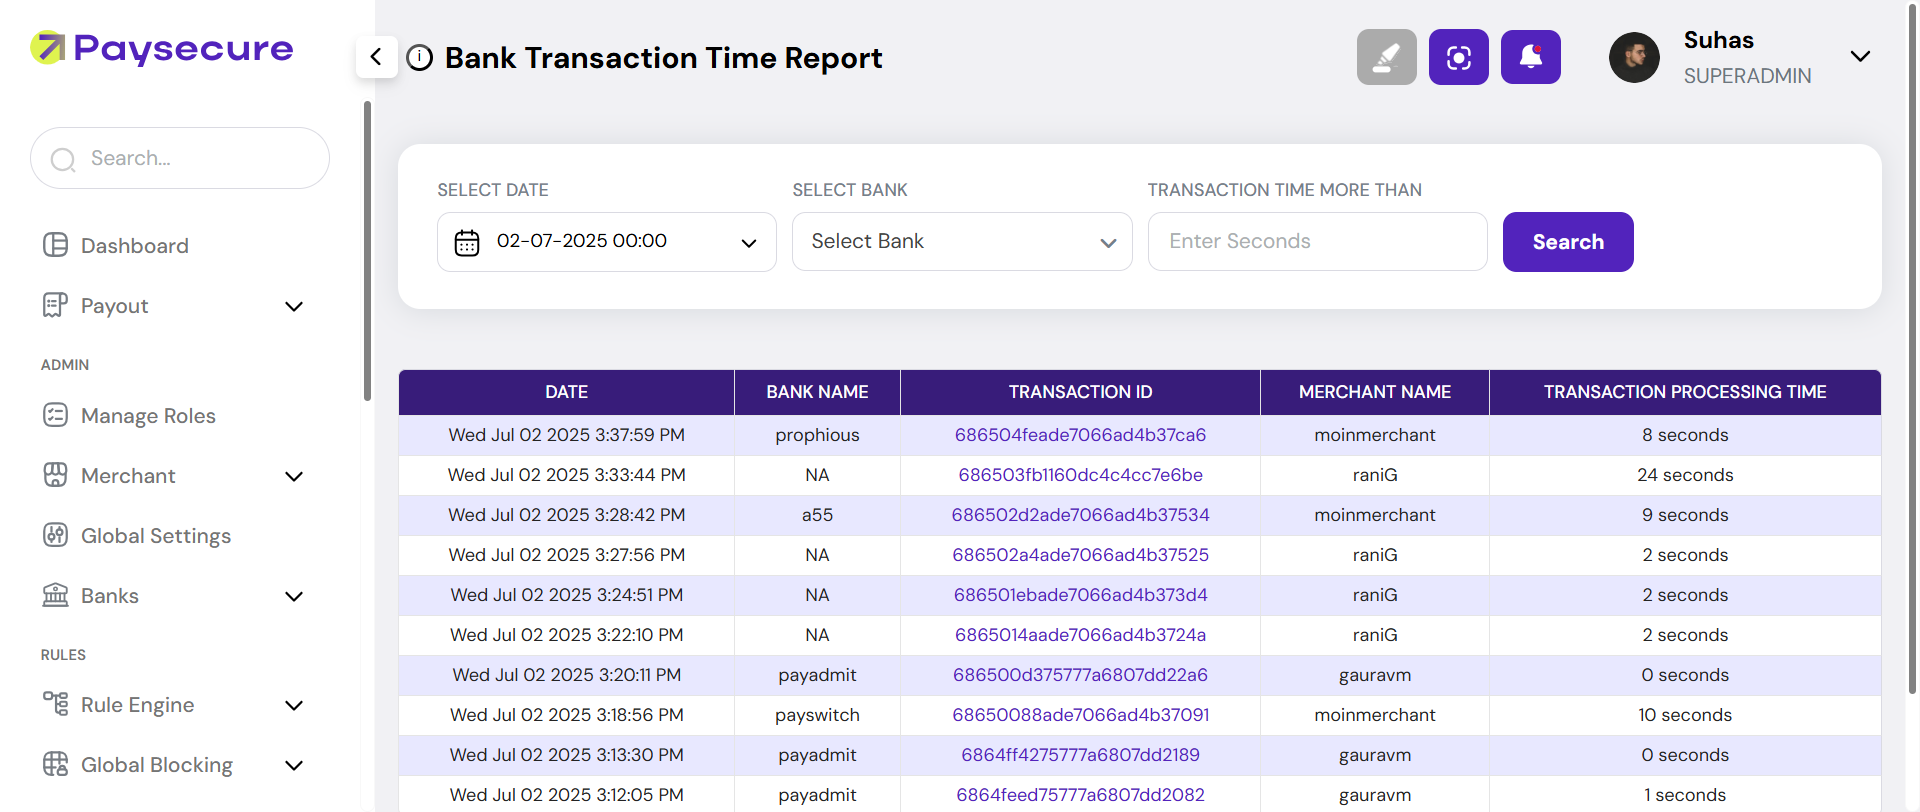 Paysecure
Search...
Dashboard
Payout
ADMIN
Manage Roles
Merchant
Global Settings
Banks
RULES
Rule Engine
Global Blocking
Bank Transaction Time Report
Suhas
SUPERADMIN
SELECT DATE
02-07-2025 00:00
SELECT BANK
Select Bank
TRANSACTION TIME MORE THAN
Enter Seconds
Search
DATE BANK NAME TRANSACTION ID MERCHANT NAME TRANSACTION PROCESSING TIME
Wed Jul 02 2025 3:37:59 PM prophious 686504feade7066ad4b37ca6 moinmerchant 8 seconds
Wed Jul 02 2025 3:33:44 PM NA 686503fb1160dc4c4cc7e6be raniG 24 seconds
Wed Jul 02 2025 3:28:42 PM a55 686502d2ade7066ad4b37534 moinmerchant 9 seconds
Wed Jul 02 2025 3:27:56 PM NA 686502a4ade7066ad4b37525 raniG 2 seconds
Wed Jul 02 2025 3:24:51 PM NA 686501ebade7066ad4b373d4 raniG 2 seconds
Wed Jul 02 2025 3:22:10 PM NA 6865014aade7066ad4b3724a raniG 2 seconds
Wed Jul 02 2025 3:20:11 PM payadmit 686500d375777a6807dd22a6 gauravm 0 seconds
Wed Jul 02 2025 3:18:56 PM payswitch 68650088ade7066ad4b37091 moinmerchant 10 seconds
Wed Jul 02 2025 3:13:30 PM payadmit 6864ff4275777a6807dd2189 gauravm 0 seconds
Wed Jul 02 2025 3:12:05 PM payadmit 6864feed75777a6807dd2082 gauravm 1 seconds